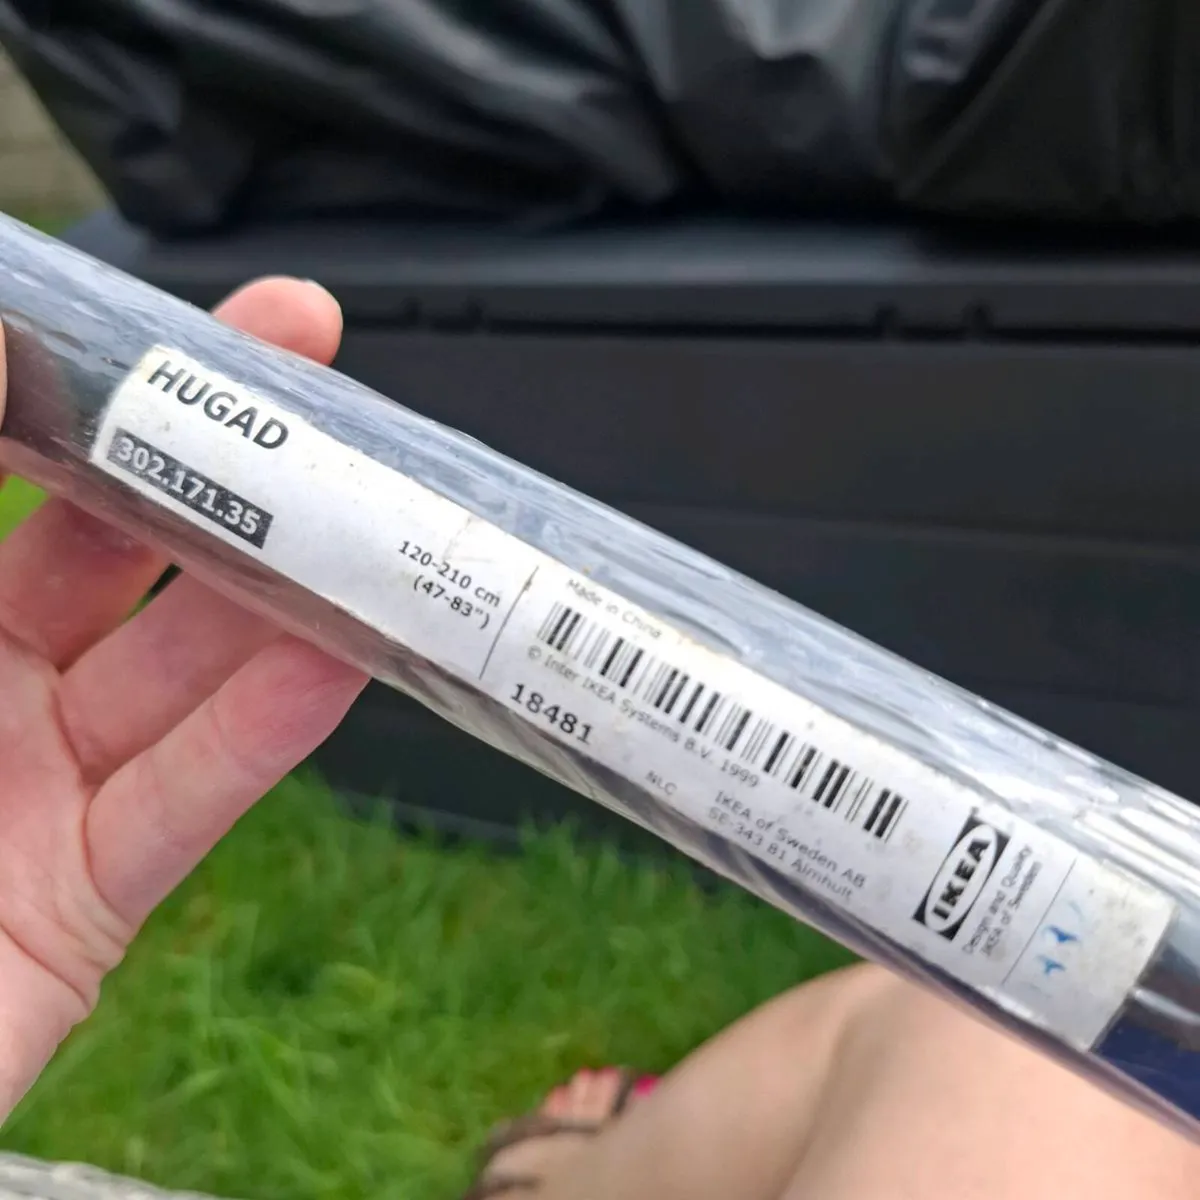 HUGAD
302.171.35
120-210 cm
(47-83")
Made in China
© Inter IKEA Systems B.V. 1999
18481
NLC
IKEA of Sweden AB
SE-343 81 Älmhult
IKEA
Design and Quality
IKEA of Sweden